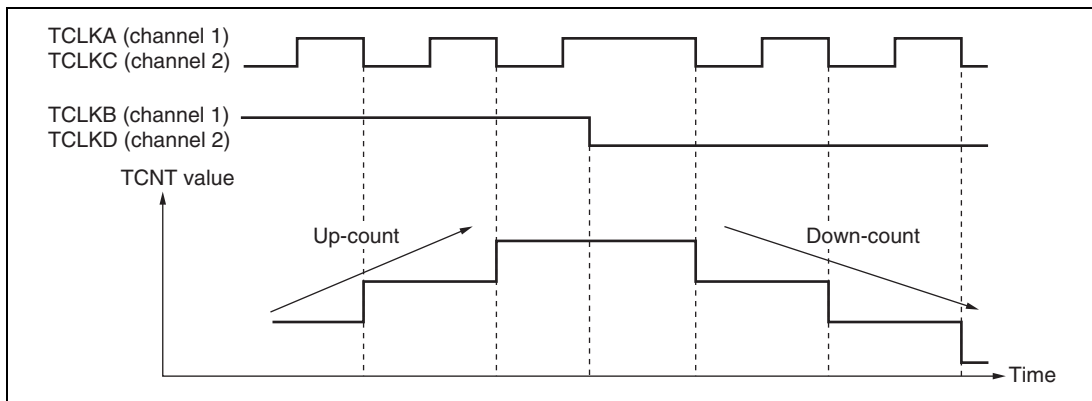 TCLKA (channel 1)
TCLKC (channel 2)
TCLKB (channel 1)
TCLKD (channel 2)
TCNT value
Up-count
Down-count
Time